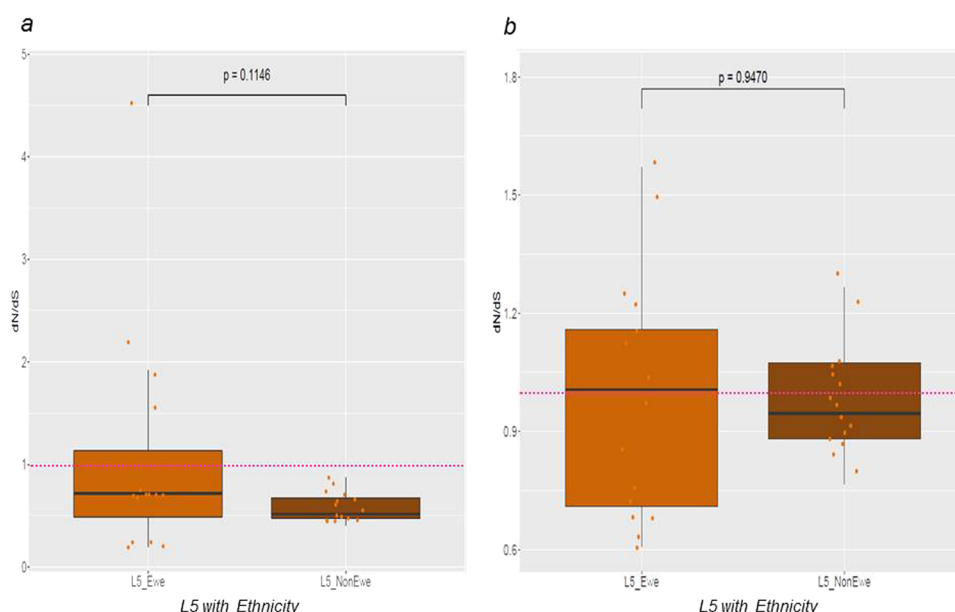 a
5
4
3
2
1
0
dN/dS
p = 0.1146
L5_Ewe
L5_NonEwe
L5 with Ethnicity
b
1.8
1.5
1.2
0.9
0.6
dN/dS
p = 0.9470
L5_Ewe
L5_NonEwe
L5 with Ethnicity